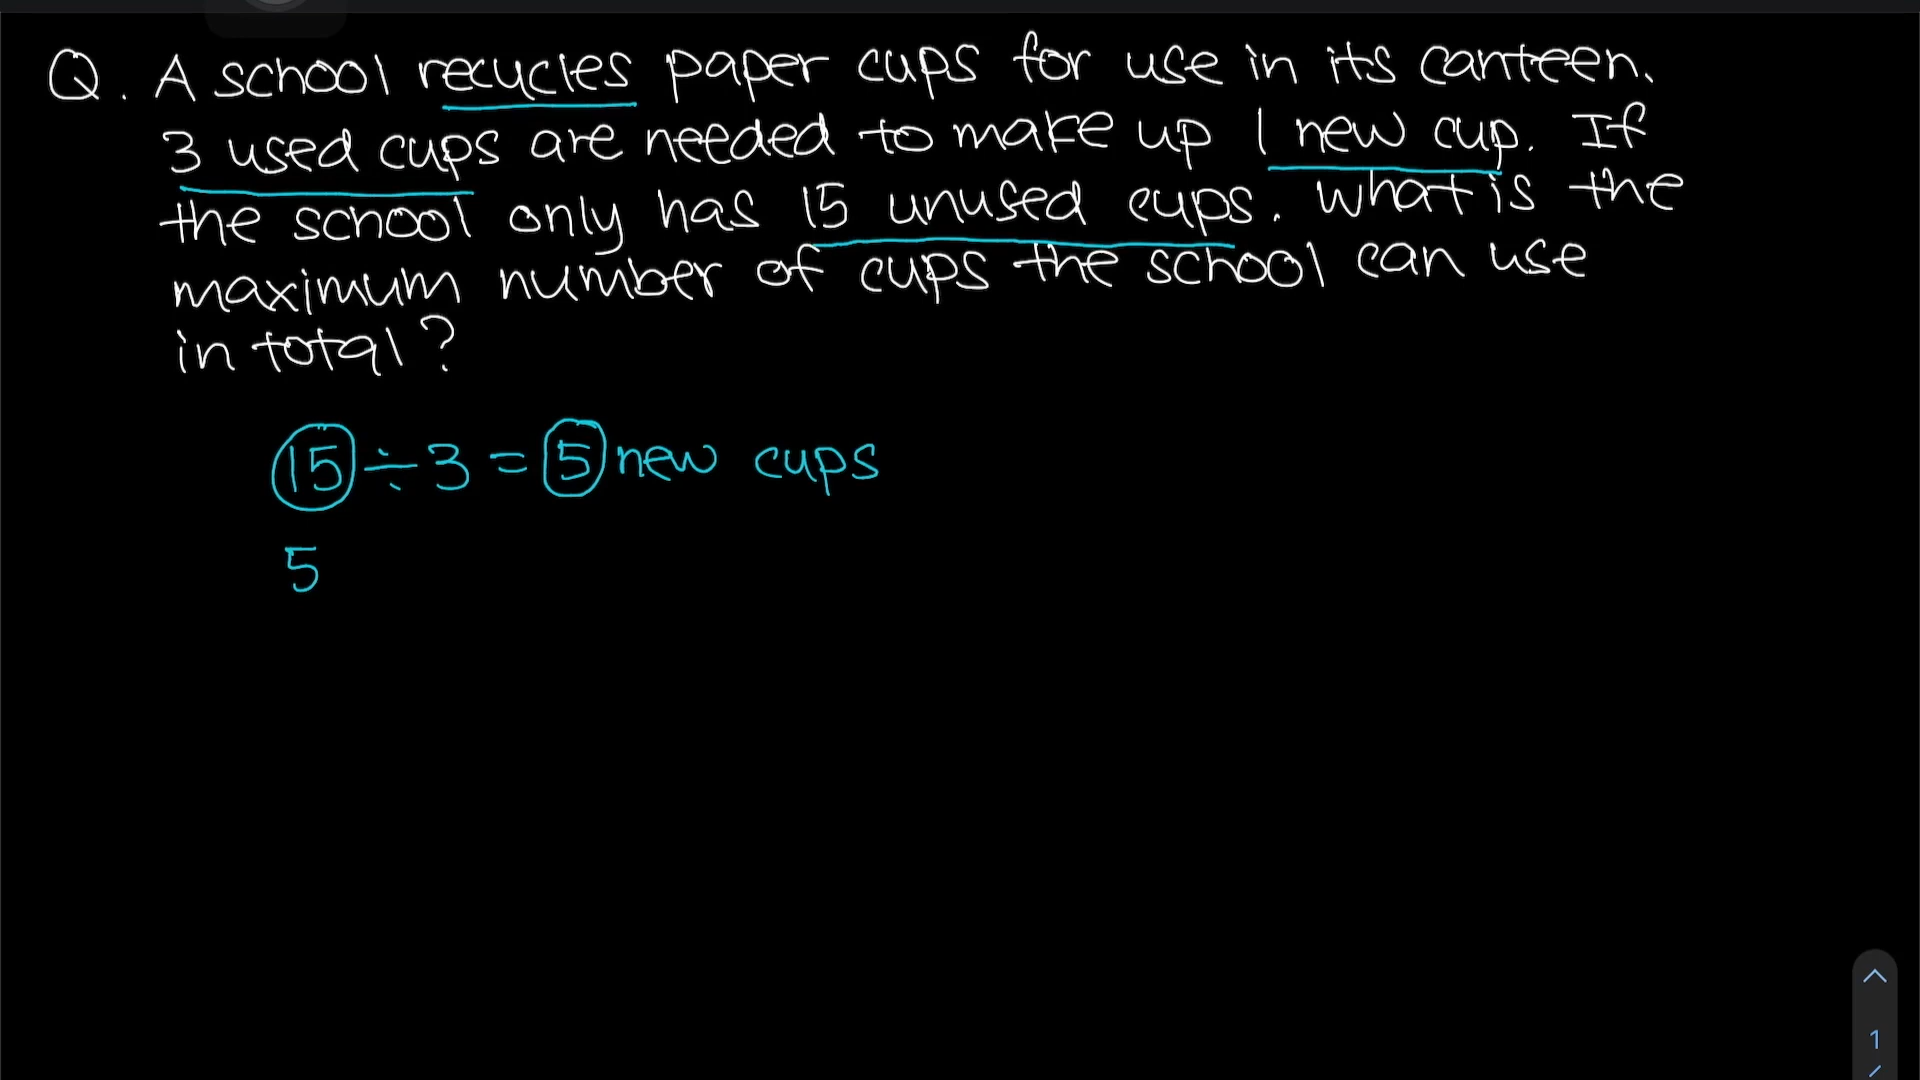 Q. A school recycles paper cups for use in its canteen.
3 used cups are needed to make up 1 new cup. If
the school only has 15 unused cups. What is the
maximum number of cups the school can use
in total?
15 ÷ 3 = 5 new cups
5
1